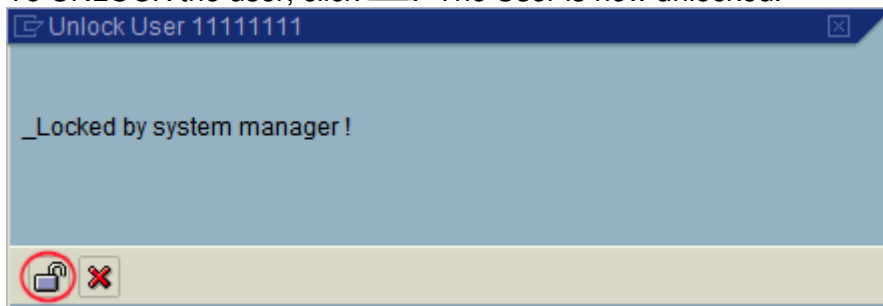 To UNLOCK the user, click . The User is now unlocked.
Unlock User 11111111
_Locked by system manager !